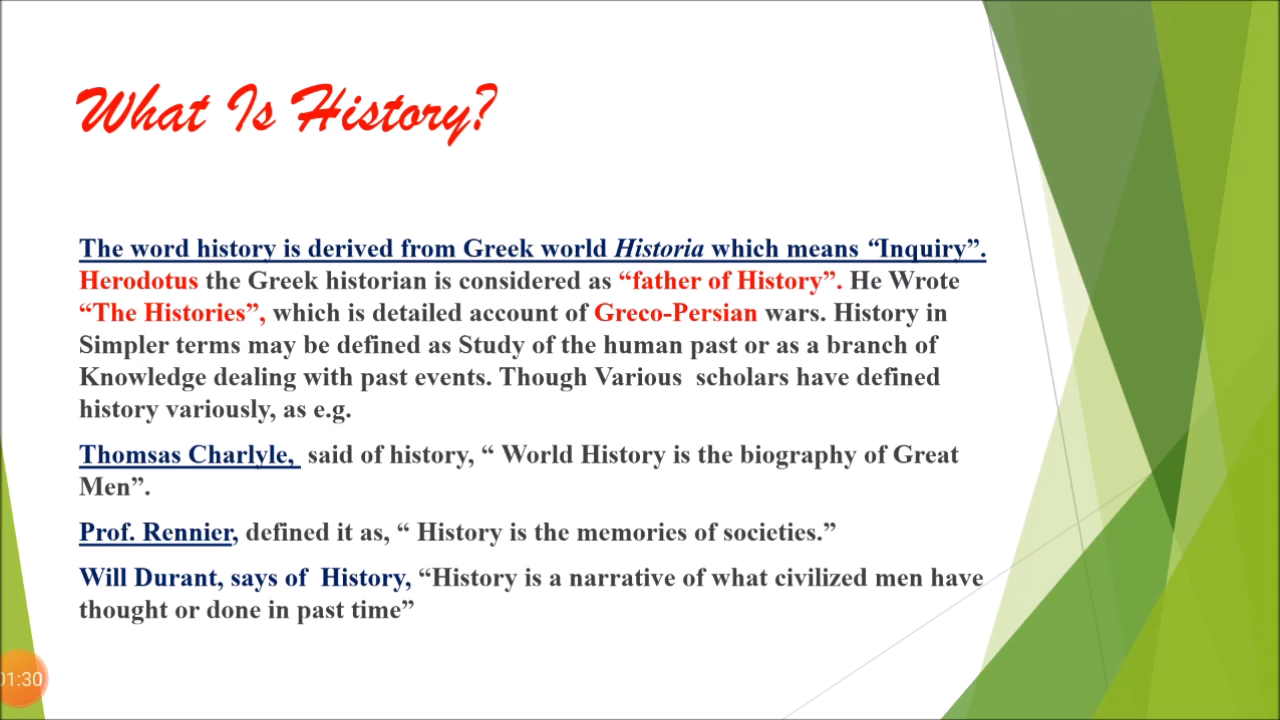 What Is History?
The word history is derived from Greek world Historia which means “Inquiry”.
Herodotus the Greek historian is considered as “father of History”. He Wrote
“The Histories”, which is detailed account of Greco-Persian wars. History in
Simpler terms may be defined as Study of the human past or as a branch of
Knowledge dealing with past events. Though Various scholars have defined
history variously, as e.g.
Thomsas Charlyle, said of history, “ World History is the biography of Great
Men”.
Prof. Rennier, defined it as, “ History is the memories of societies.”
Will Durant, says of History, “History is a narrative of what civilized men have
thought or done in past time”
01:30